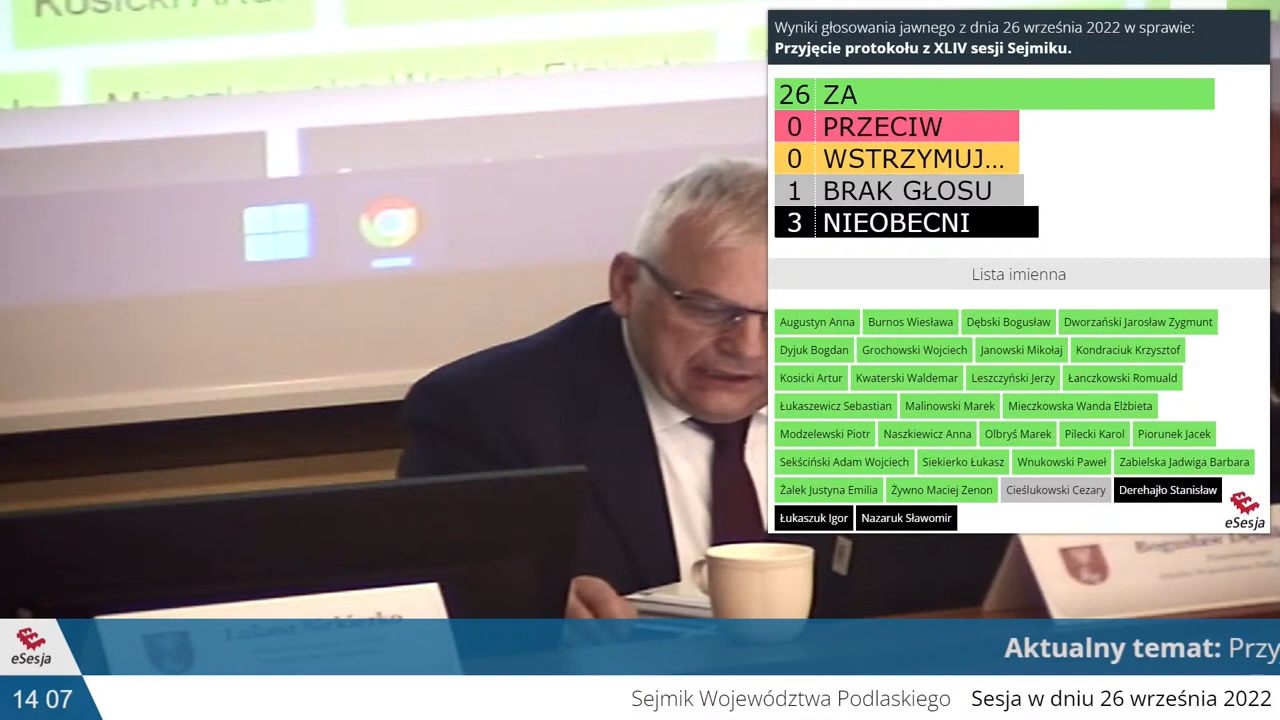 Kosicki Artur
Wyniki głosowania jawnego z dnia 26 września 2022 w sprawie:
Przyjęcie protokołu z XLIV sesji Sejmiku.
26 ZA
0 PRZECIW
0 WSTRZYMUJ...
1 BRAK GŁOSU
3 NIEOBECNI
Lista imienna
Augustyn Anna Burnos Wiesława Dębski Bogusław Dworzański Jarosław Zygmunt
Dyjuk Bogdan Grochowski Wojciech Janowski Mikołaj Kondraciuk Krzysztof
Kosicki Artur Kwaterski Waldemar Leszczyński Jerzy Łanczkowski Romuald
Łukaszewicz Sebastian Malinowski Marek Mieczkowska Wanda Elżbieta
Modzelewski Piotr Naszkiewicz Anna Olbryś Marek Pilecki Karol Piorunek Jacek
Sekściński Adam Wojciech Siekierko Łukasz Wnukowski Paweł Zabielska Jadwiga Barbara
Żalek Justyna Emilia Żywno Maciej Zenon Cieślukowski Cezary Derehajło Stanisław
Łukaszuk Igor Nazaruk Sławomir
eSesja
eSesja
Aktualny temat: Przy
14 07
Sejmik Województwa Podlaskiego Sesja w dniu 26 września 2022